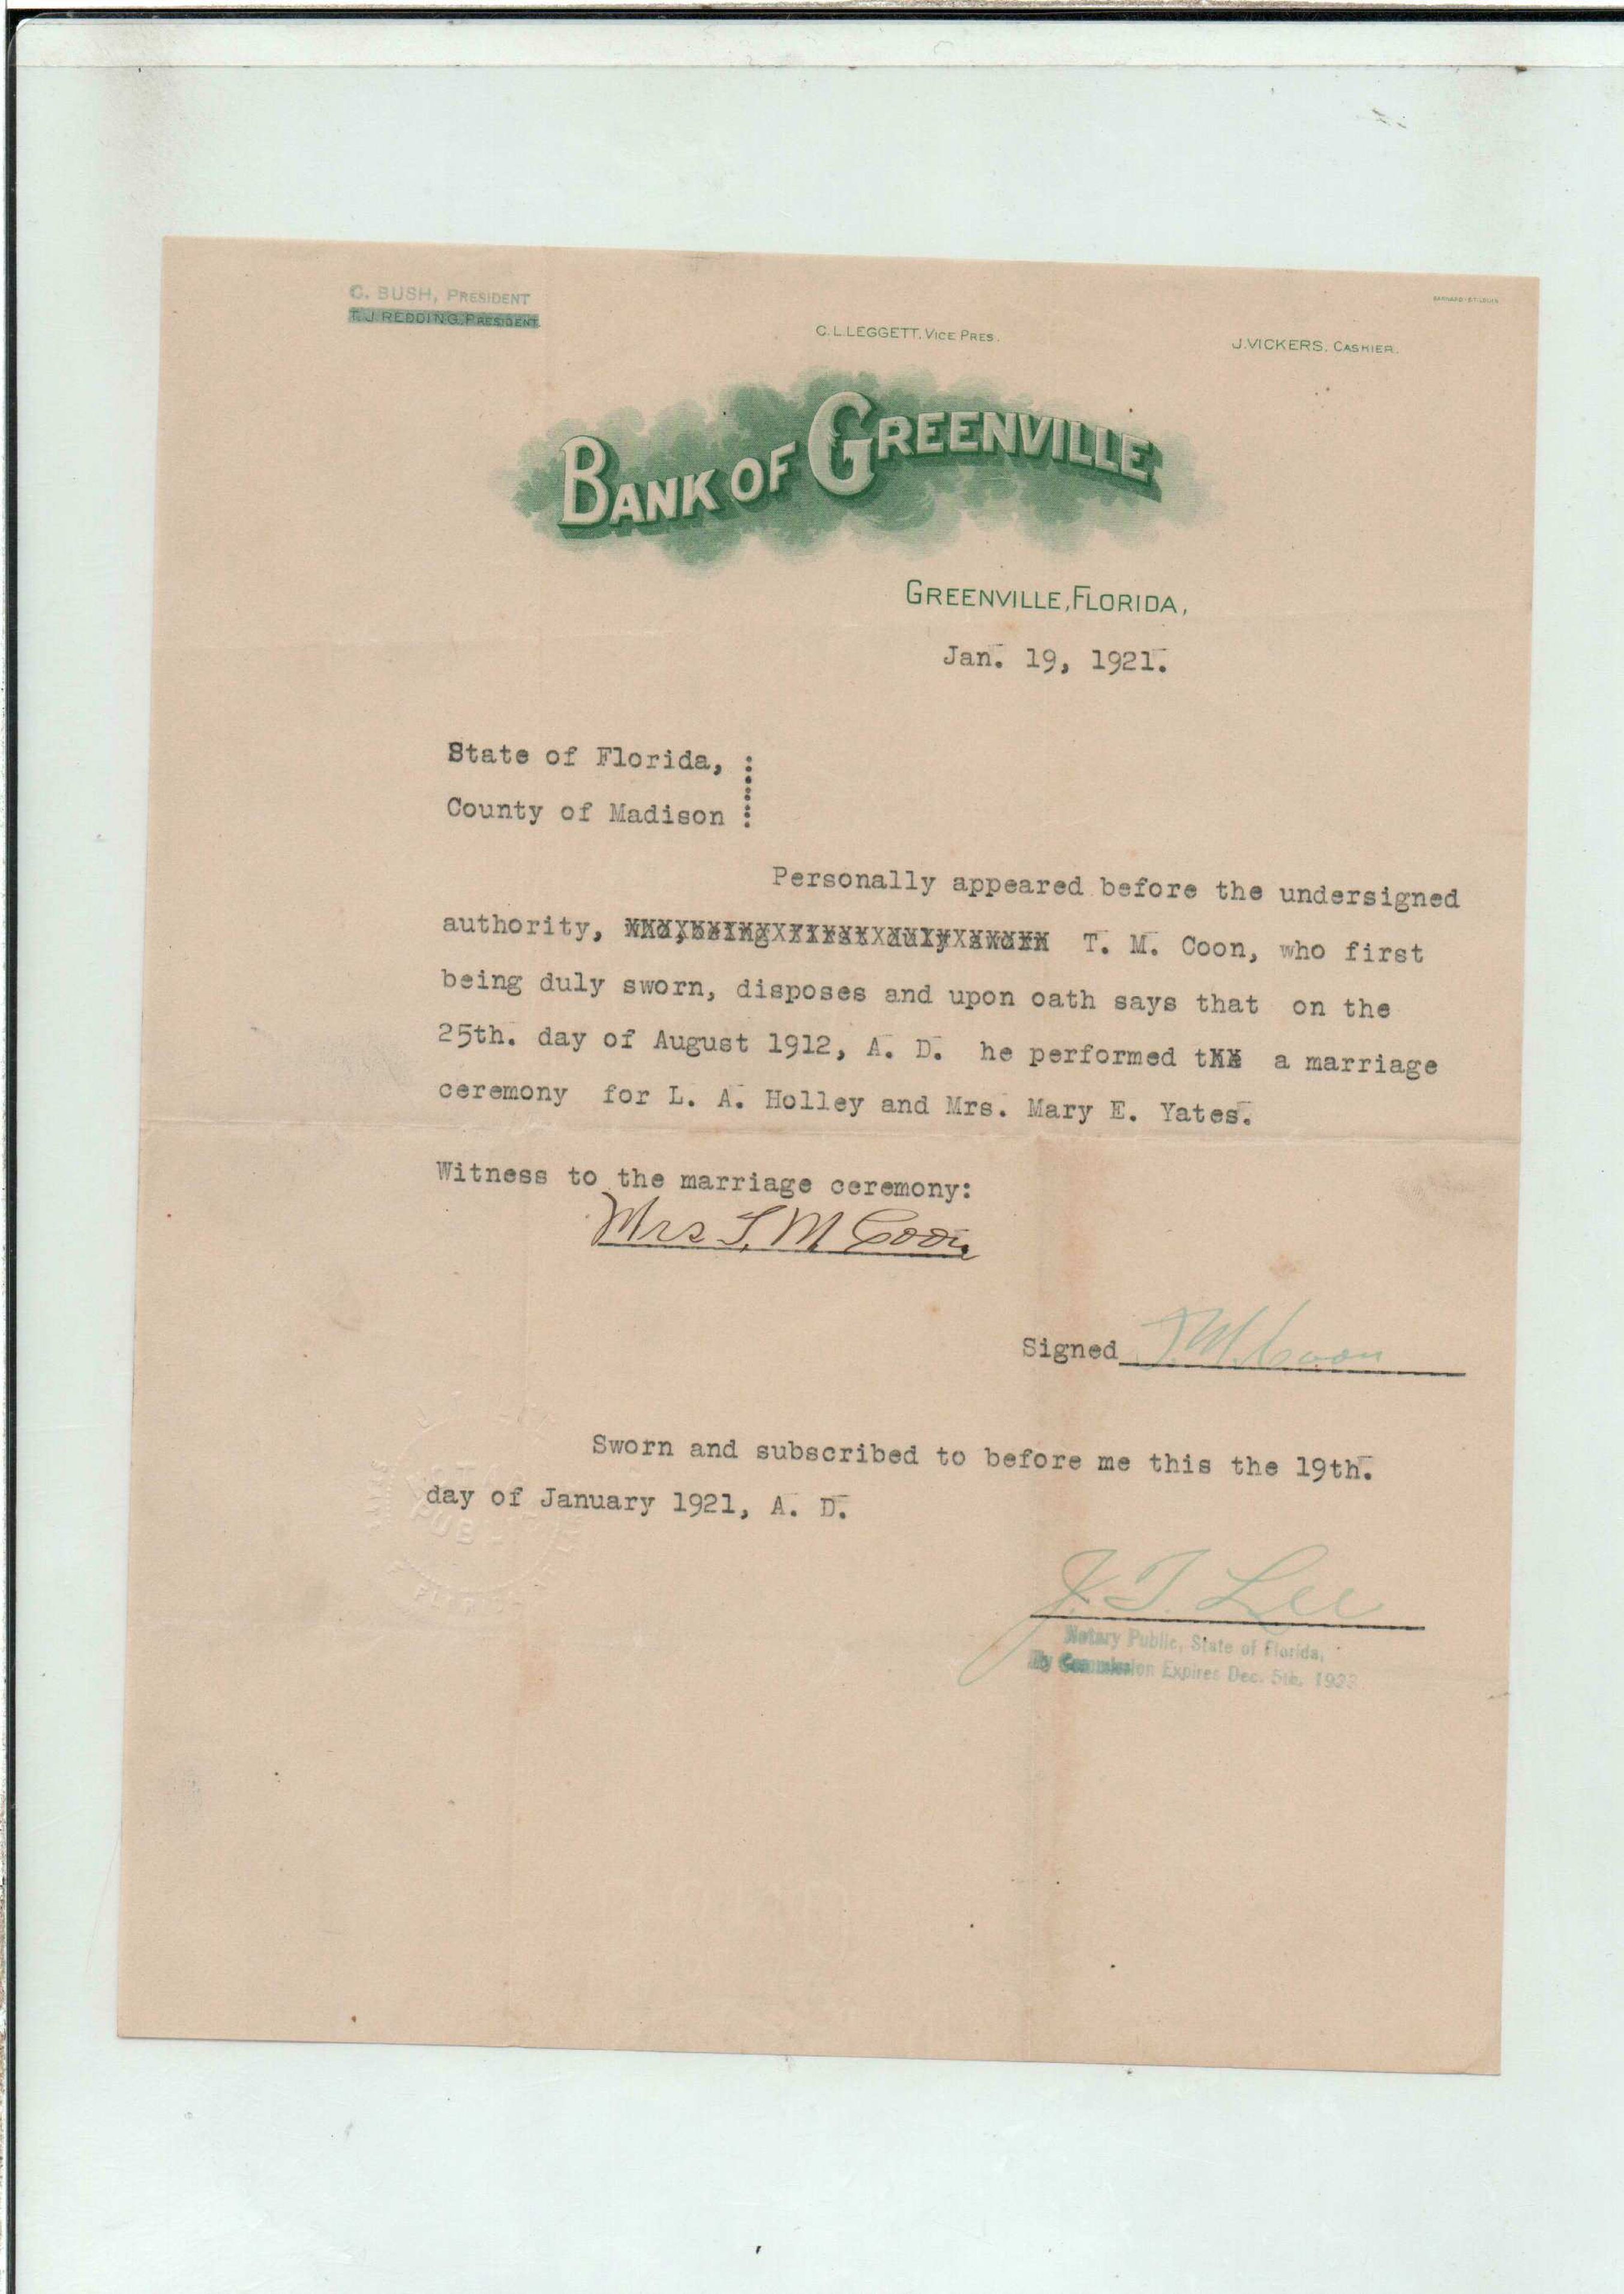 C. BUSH, PRESIDENT
T. J. REDDING, PRESIDENT.
C. L. LEGGETT, VICE PRES.
J. VICKERS, CASHIER.
BANK OF GREENVILLE
GREENVILLE, FLORIDA,
Jan. 19, 1921.
State of Florida, :
County of Madison :
Personally appeared before the undersigned
authority, T. M. Coon, who first
being duly sworn, disposes and upon oath says that on the
25th. day of August 1912, A. D. he performed a marriage
ceremony for L. A. Holley and Mrs. Mary E. Yates.
Witness to the marriage ceremony:
Mrs T. M Coon
Signed T. M. Coon
Sworn and subscribed to before me this the 19th.
day of January 1921, A. D.
J. T. Lee
Notary Public, State of Florida,
My Commission Expires Dec. 5th, 192